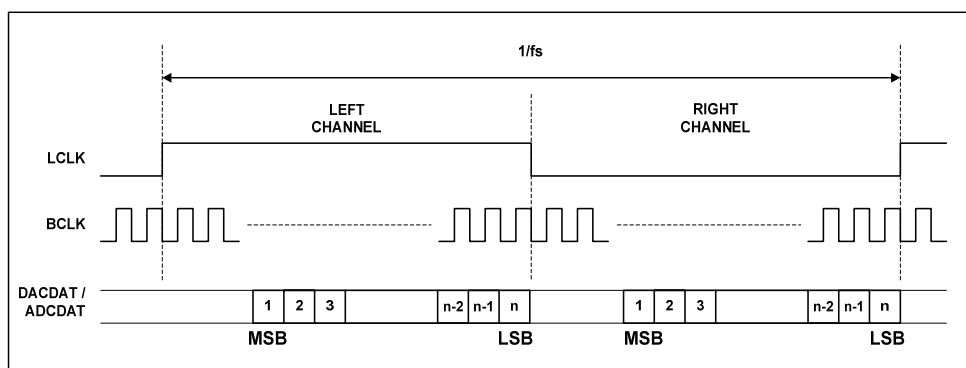 1/fs
LEFT
CHANNEL
RIGHT
CHANNEL
LCLK
BCLK
DACDAT /
ADCDAT
1 2 3 n-2 n-1 n 1 2 3 n-2 n-1 n
MSB LSB MSB LSB